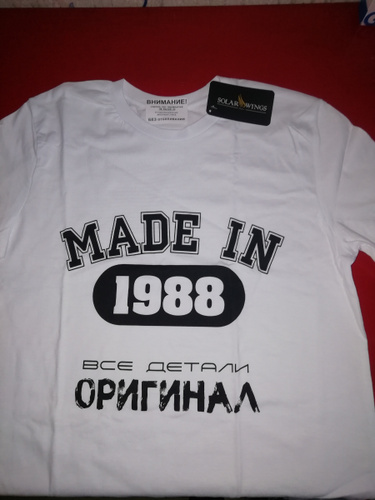 ВНИМАНИЕ!
SOLAR WINGS
MADE IN
1988
ВСЕ ДЕТАЛИ
ОРИГИНАЛ